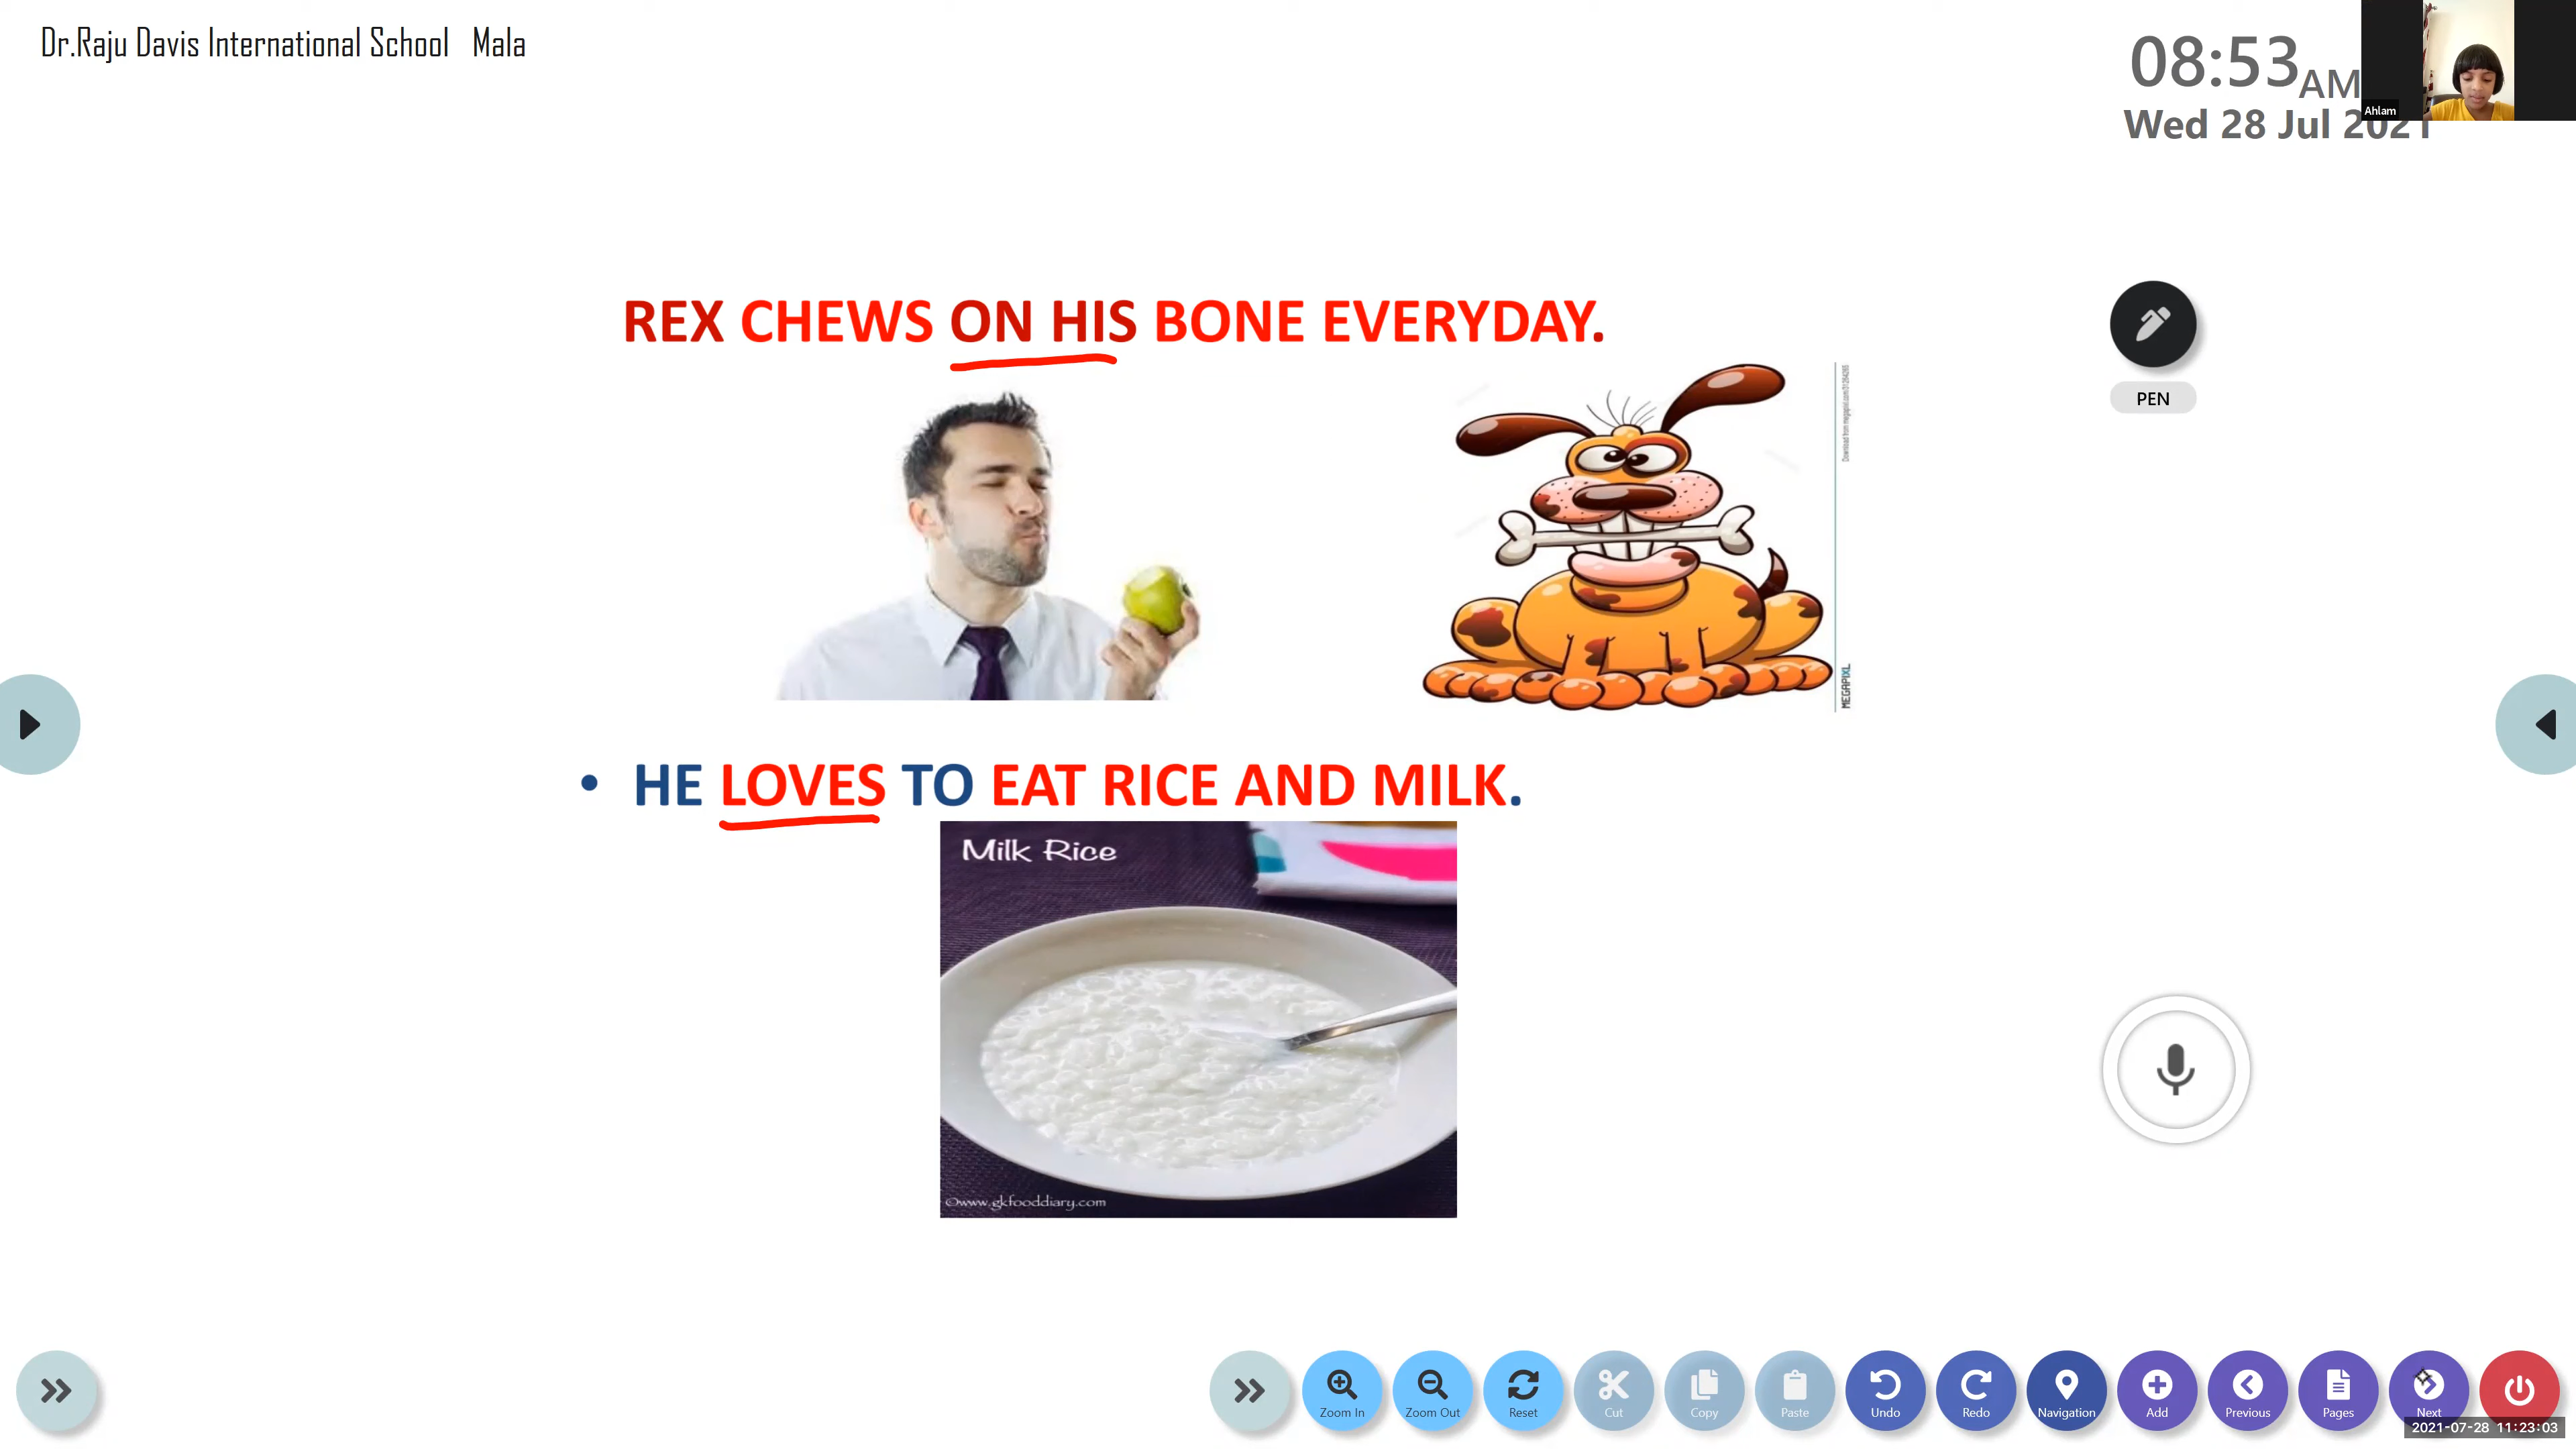 Dr.Raju Davis International School Mala
08:53 AM
Wed 28 Jul 2021
Ahlam
REX CHEWS ON HIS BONE EVERYDAY.
PEN
MEGAPIXL
• HE LOVES TO EAT RICE AND MILK.
Milk Rice
©www.gkfooddiary.com
Zoom In
Zoom Out
Reset
Cut
Copy
Paste
Undo
Redo
Navigation
Add
Previous
Pages
Next
2021-07-28 11:23:03